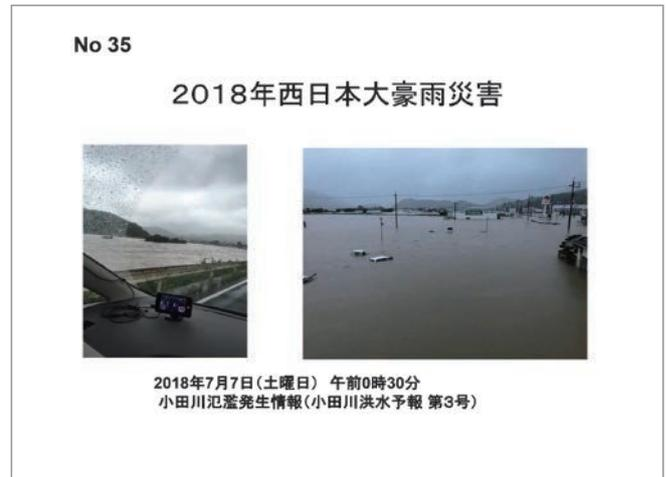 No 35
２０１８年西日本大豪雨災害
2018年7月7日（土曜日） 午前0時30分
小田川氾濫発生情報（小田川洪水予報 第３号）